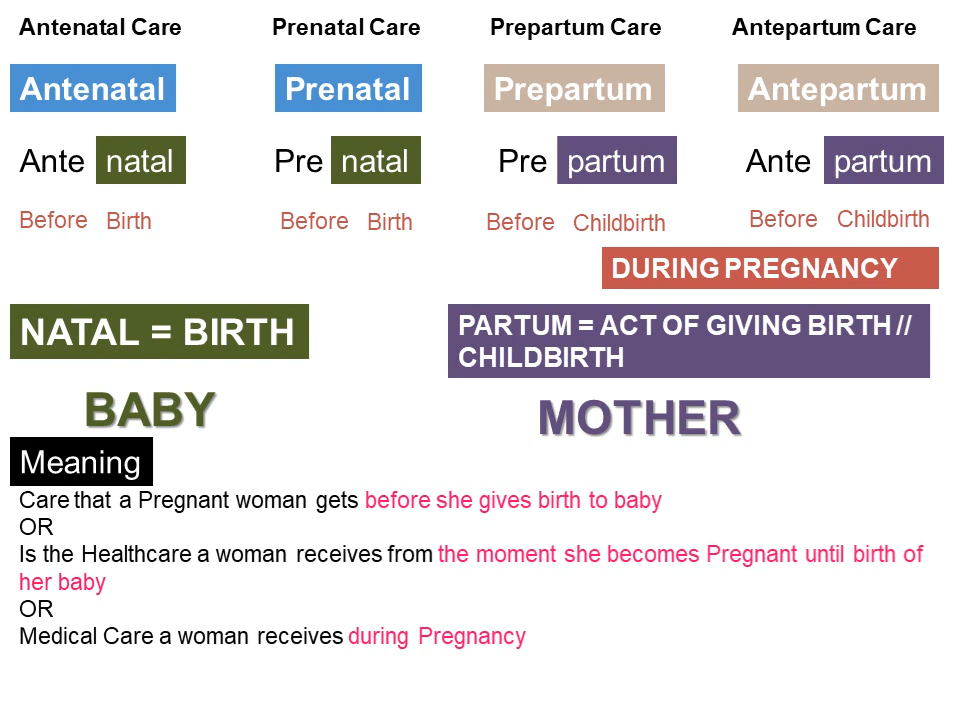 Antenatal Care Prenatal Care Prepartum Care Antepartum Care
Antenatal Prenatal Prepartum Antepartum
Ante natal Pre natal Pre partum Ante partum
Before Birth Before Birth Before Childbirth Before Childbirth
DURING PREGNANCY
NATAL = BIRTH
PARTUM = ACT OF GIVING BIRTH //
CHILDBIRTH
BABY
MOTHER
Meaning
Care that a Pregnant woman gets before she gives birth to baby
OR
Is the Healthcare a woman receives from the moment she becomes Pregnant until birth of
her baby
OR
Medical Care a woman receives during Pregnancy